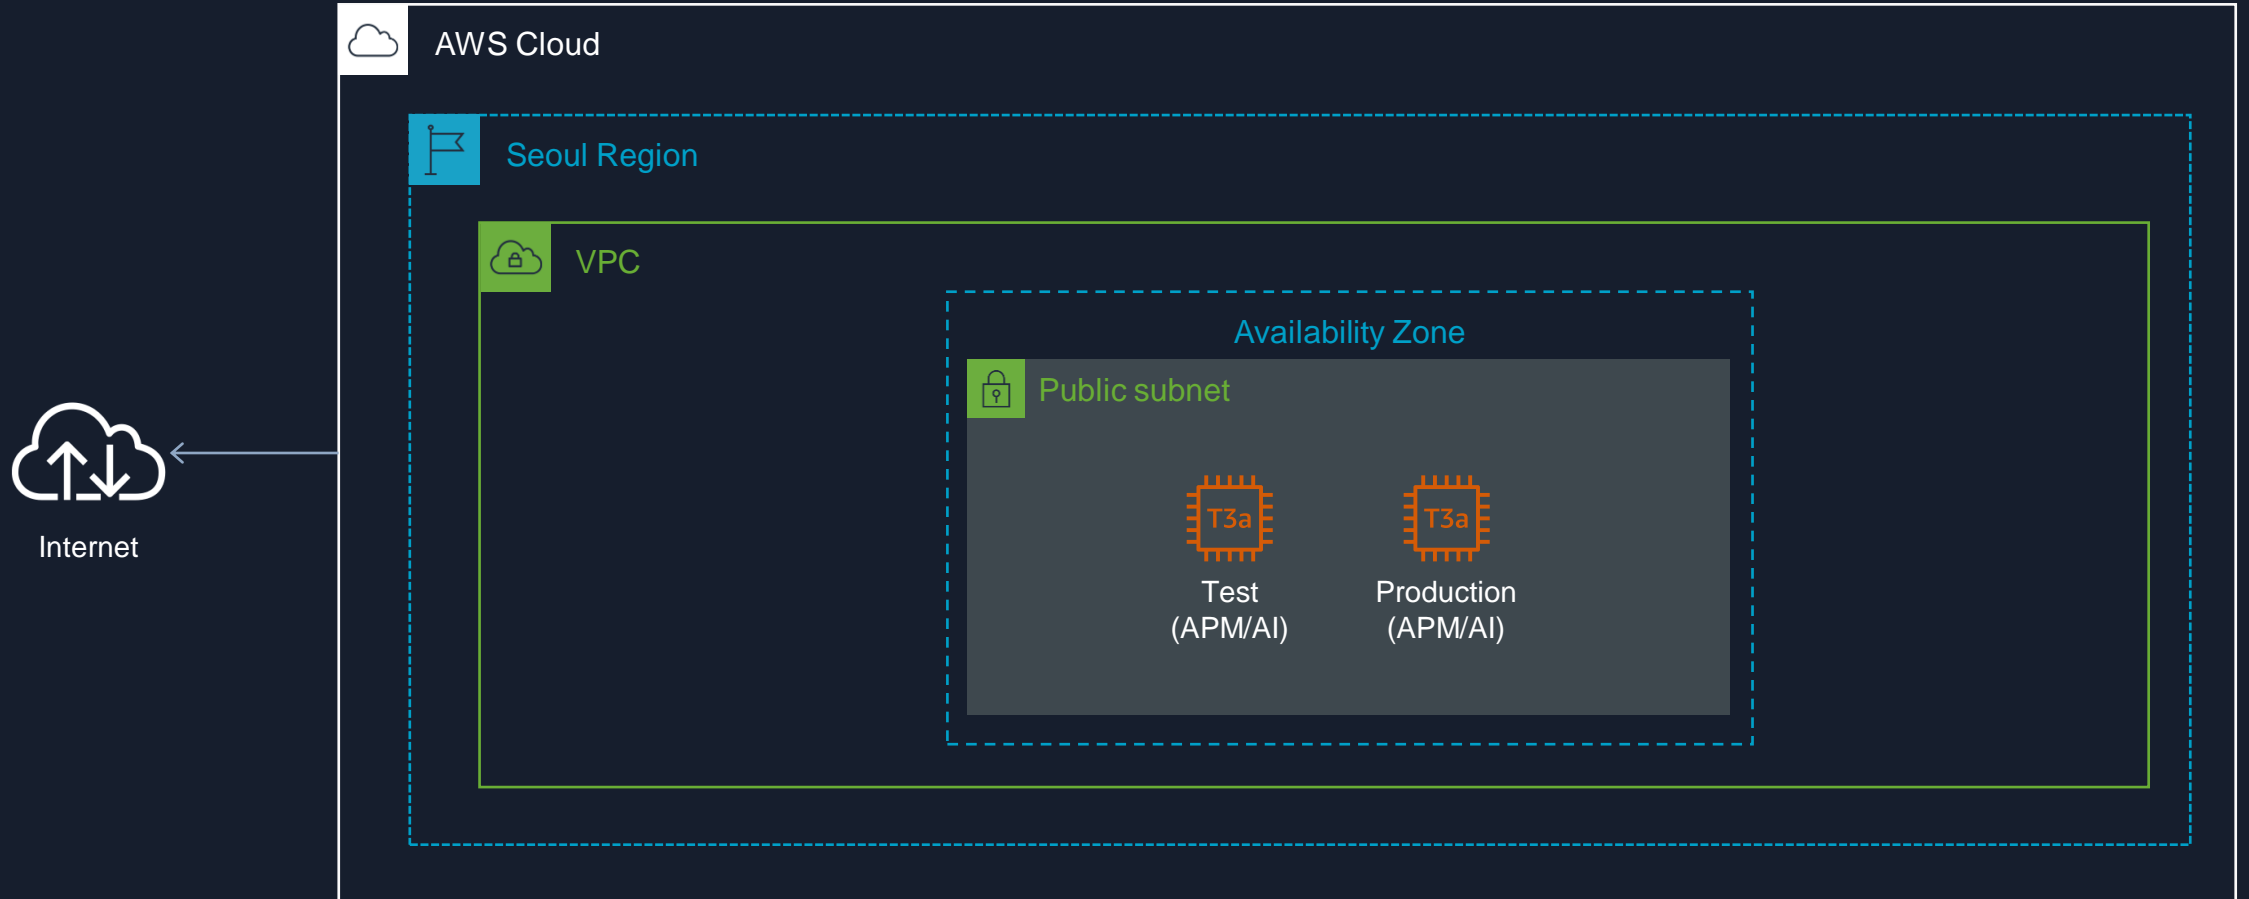 AWS Cloud
Seoul Region
VPC
Availability Zone
Public subnet
T3a
T3a
Test
(APM/AI)
Production
(APM/AI)
Internet